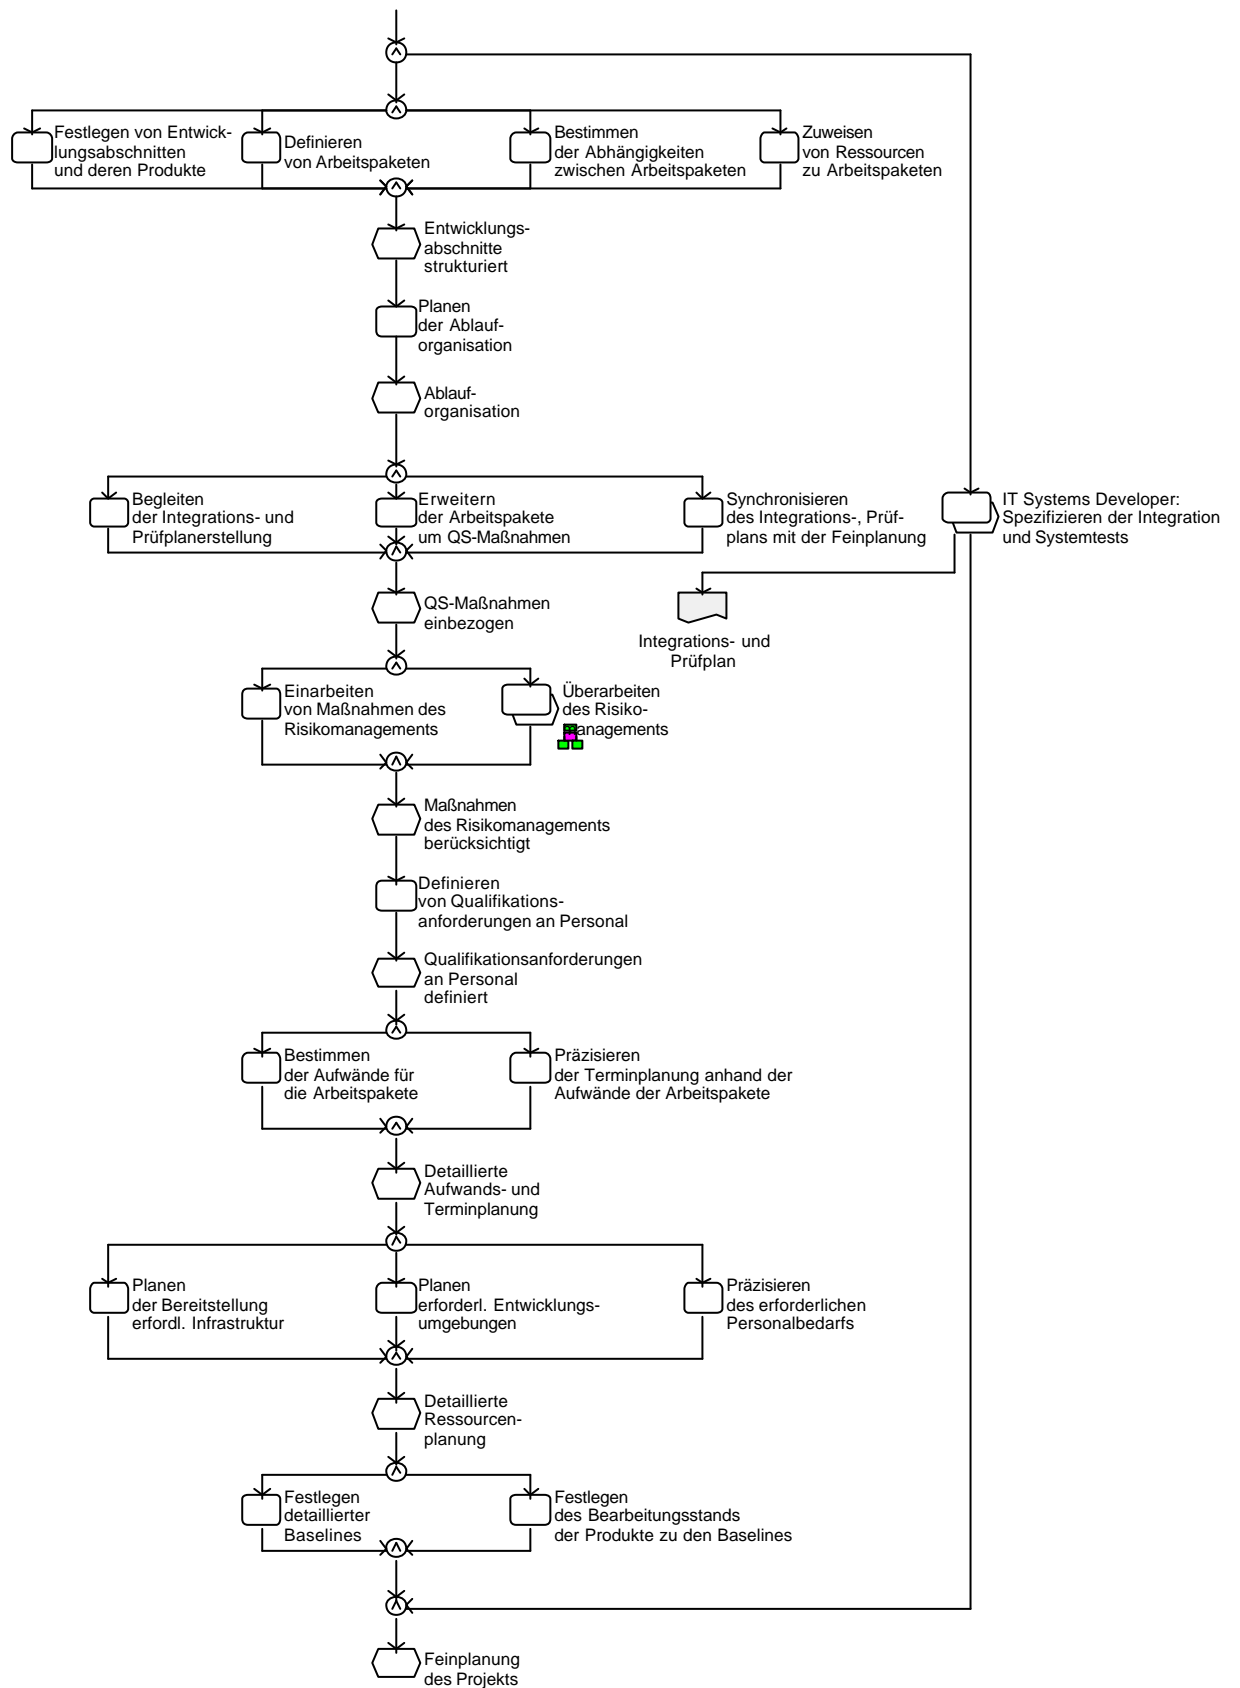 Festlegen von Entwick-
lungsabschnitten
und deren Produkte
Definieren
von Arbeitspaketen
Bestimmen
der Abhängigkeiten
zwischen Arbeitspaketen
Zuweisen
von Ressourcen
zu Arbeitspaketen
Entwicklungs-
abschnitte
strukturiert
Planen
der Ablauf-
organisation
Ablauf-
organisation
Begleiten
der Integrations- und
Prüfplanerstellung
Erweitern
der Arbeitspakete
um QS-Maßnahmen
Synchronisieren
des Integrations-, Prüf-
plans mit der Feinplanung
IT Systems Developer:
Spezifizieren der Integration
und Systemtests
QS-Maßnahmen
einbezogen
Integrations- und
Prüfplan
Einarbeiten
von Maßnahmen des
Risikomanagements
Überarbeiten
des Risiko-
managements
Maßnahmen
des Risikomanagements
berücksichtigt
Definieren
von Qualifikations-
anforderungen an Personal
Qualifikationsanforderungen
an Personal
definiert
Bestimmen
der Aufwände für
die Arbeitspakete
Präzisieren
der Terminplanung anhand der
Aufwände der Arbeitspakete
Detaillierte
Aufwands- und
Terminplanung
Planen
der Bereitstellung
erfordl. Infrastruktur
Planen
erforderl. Entwicklungs-
umgebungen
Präzisieren
des erforderlichen
Personalbedarfs
Detaillierte
Ressourcen-
planung
Festlegen
detaillierter
Baselines
Festlegen
des Bearbeitungsstands
der Produkte zu den Baselines
Feinplanung
des Projekts